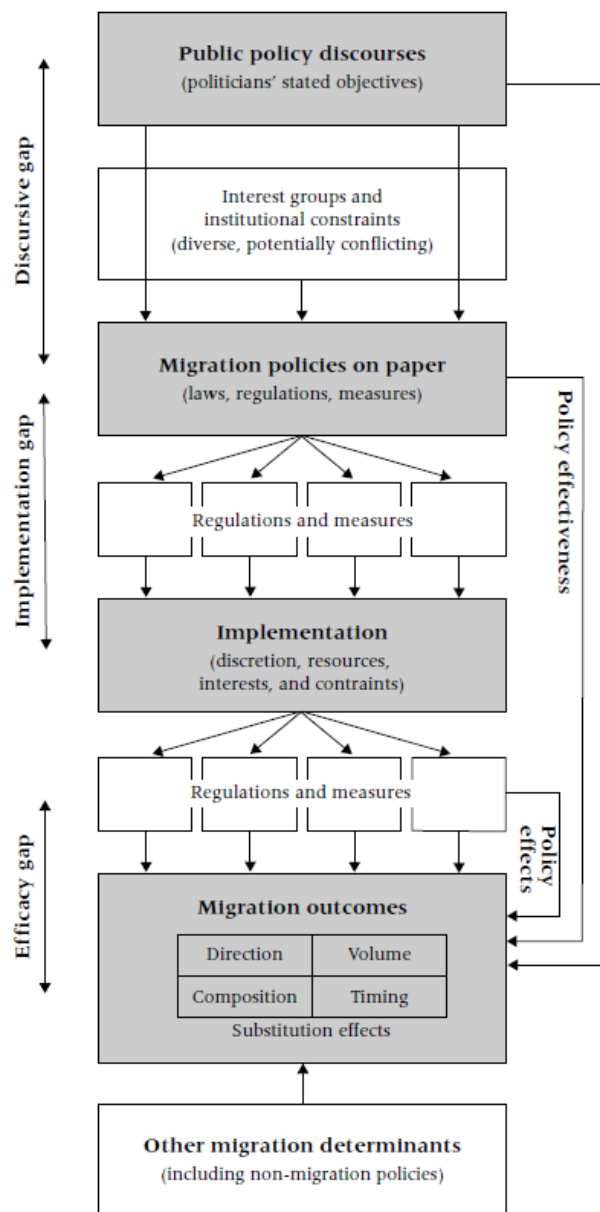 Public policy discourses
(politicians' stated objectives)
Discursive gap
Interest groups and
institutional constraints
(diverse, potentially conflicting)
Migration policies on paper
(laws, regulations, measures)
Implementation gap
Policy effectiveness
Regulations and measures
Implementation
(discretion, resources,
interests, and contraints)
Regulations and measures
Efficacy gap
Policy
effects
Migration outcomes
Direction Volume
Composition Timing
Substitution effects
Other migration determinants
(including non-migration policies)